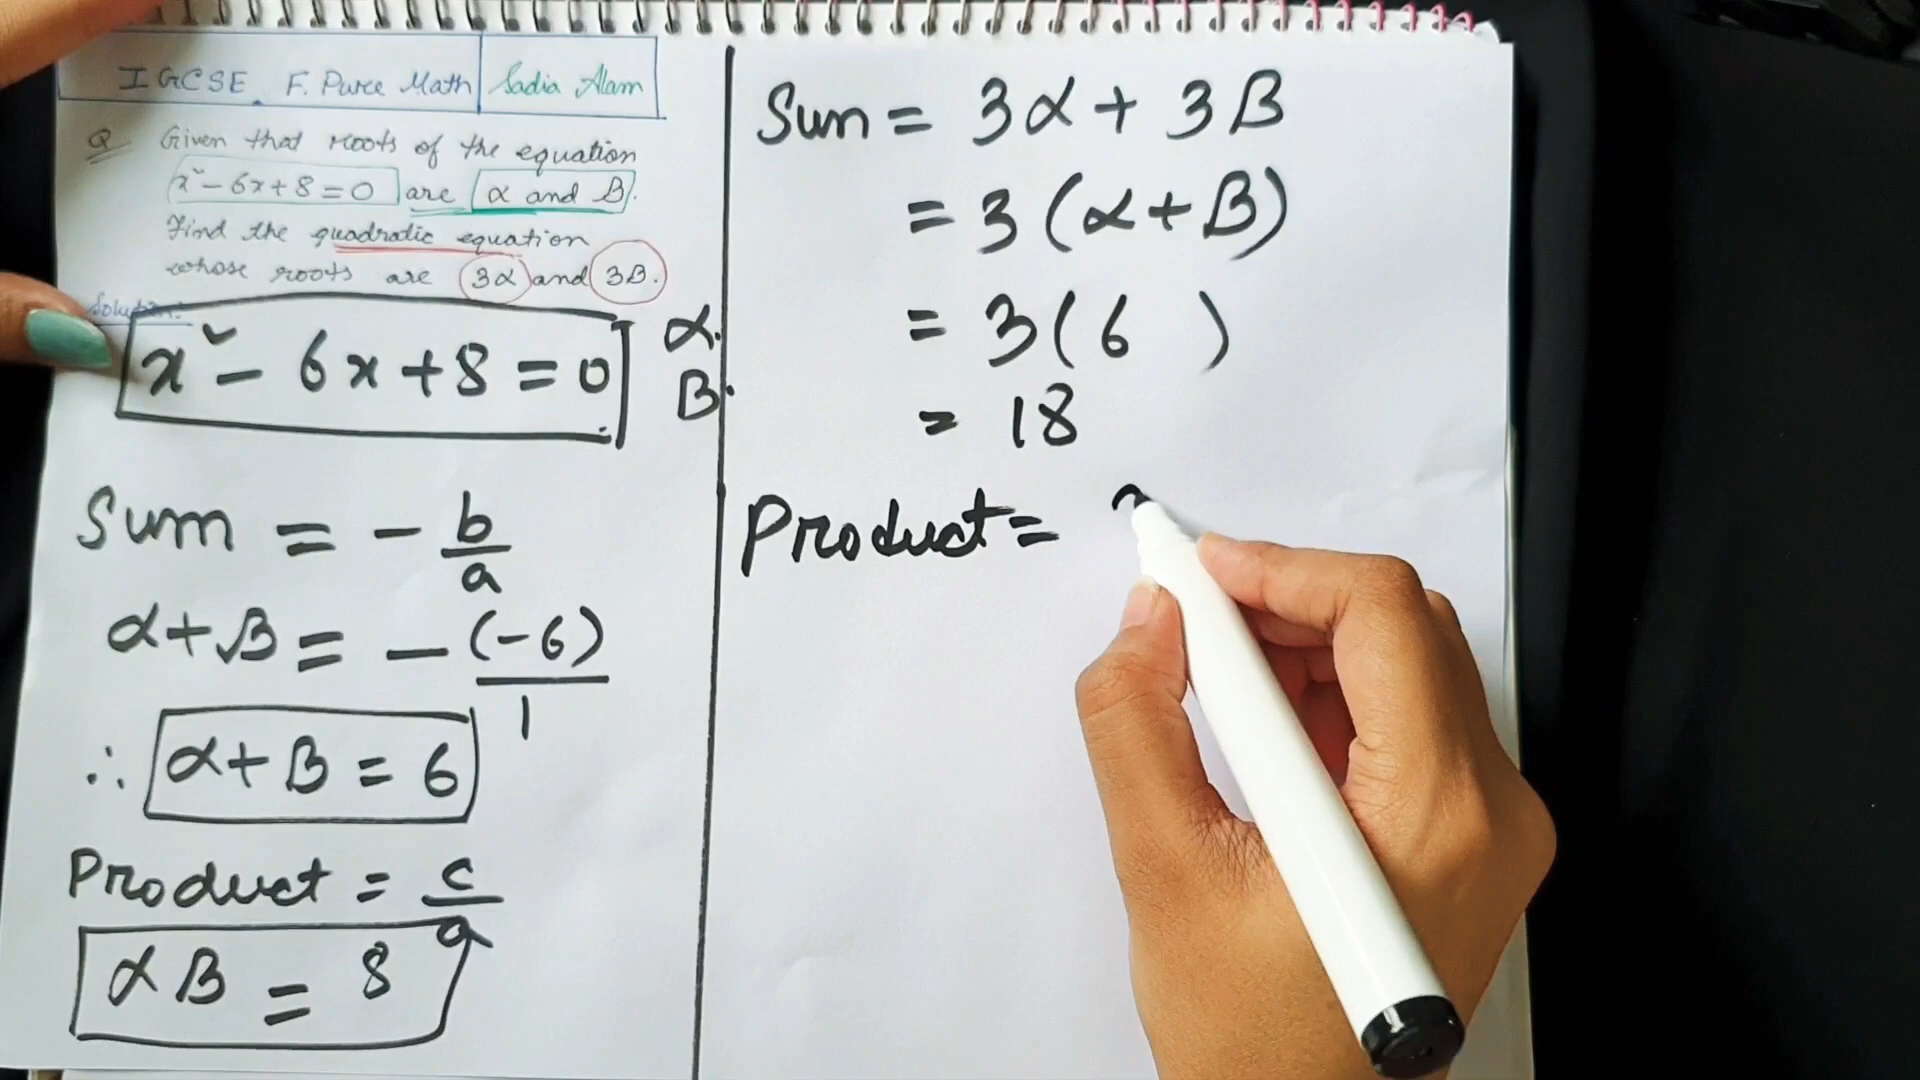 IGCSE F. Pure Math Sadia Alam
Q Given that roots of the equation
x² - 6x + 8 = 0 are α and β.
Find the quadratic equation
whose roots are 3α and 3β.
Solution:
x² - 6x + 8 = 0 α.
β.
Sum = - b/a
α + β = - (-6)/1
∴ α + β = 6
Product = c/a
αβ = 8
Sum = 3α + 3β
= 3(α + β)
= 3(6 )
= 18
Product =